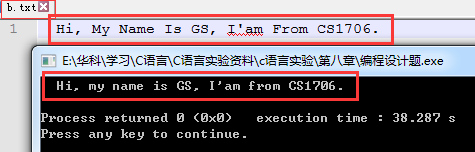 b.txt
1 Hi, My Name Is GS, I'am From CS1706.
E:\华科\学习\C语言\C语言实验资料\c语言实验\第八章\编程设计题.exe
Hi, my name is GS, I'am from CS1706.
Process returned 0 (0x0) execution time : 38.287 s
Press any key to continue.